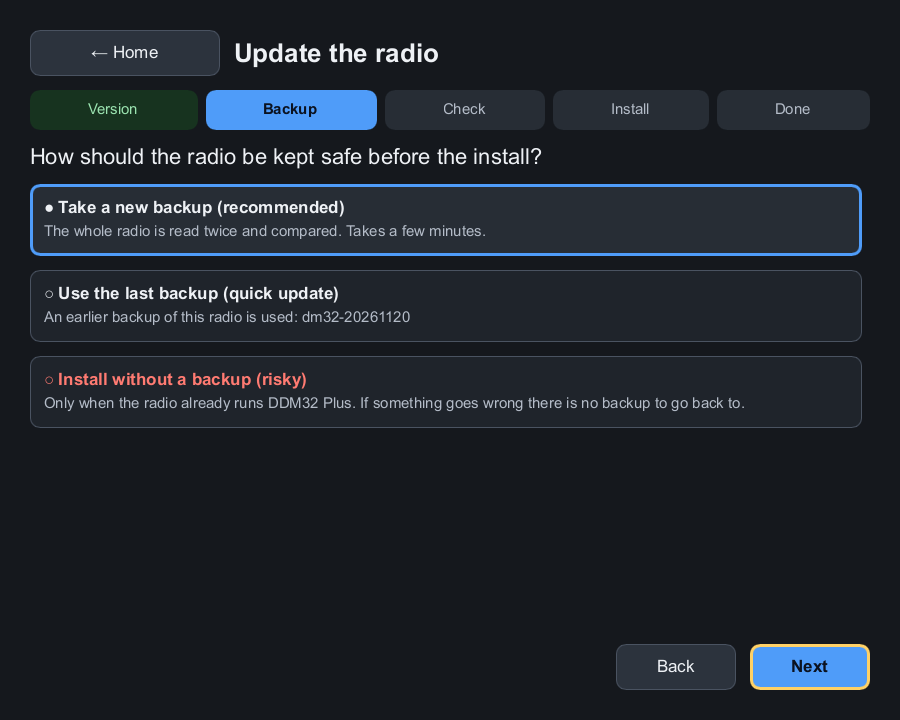 ← Home
Update the radio
Version
Backup
Check
Install
Done
How should the radio be kept safe before the install?
● Take a new backup (recommended)
The whole radio is read twice and compared. Takes a few minutes.
○ Use the last backup (quick update)
An earlier backup of this radio is used: dm32-20261120
○ Install without a backup (risky)
Only when the radio already runs DDM32 Plus. If something goes wrong there is no backup to go back to.
Back
Next